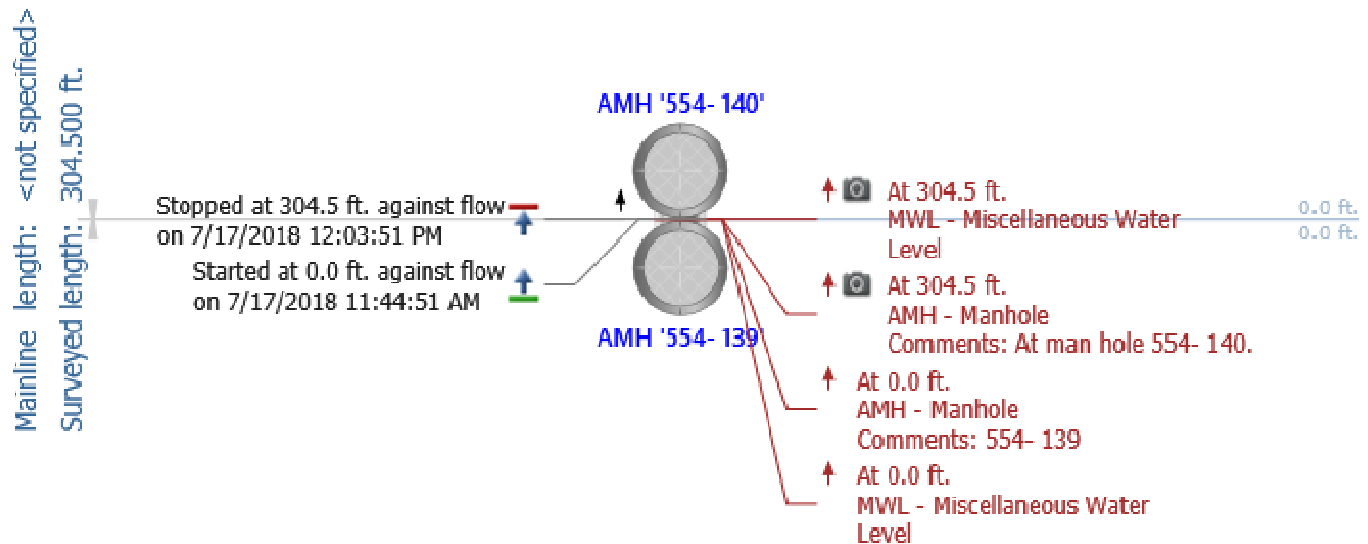 Mainline length: <not specified>
Surveyed length: 304.500 ft.
AMH '554-140'
Stopped at 304.5 ft. against flow
on 7/17/2018 12:03:51 PM
Started at 0.0 ft. against flow
on 7/17/2018 11:44:51 AM
AMH '554-139'
At 304.5 ft.
MWL - Miscellaneous Water
Level
At 304.5 ft.
AMH - Manhole
Comments: At man hole 554-140.
At 0.0 ft.
AMH - Manhole
Comments: 554-139
At 0.0 ft.
MWL - Miscellaneous Water
Level
0.0 ft.
0.0 ft.